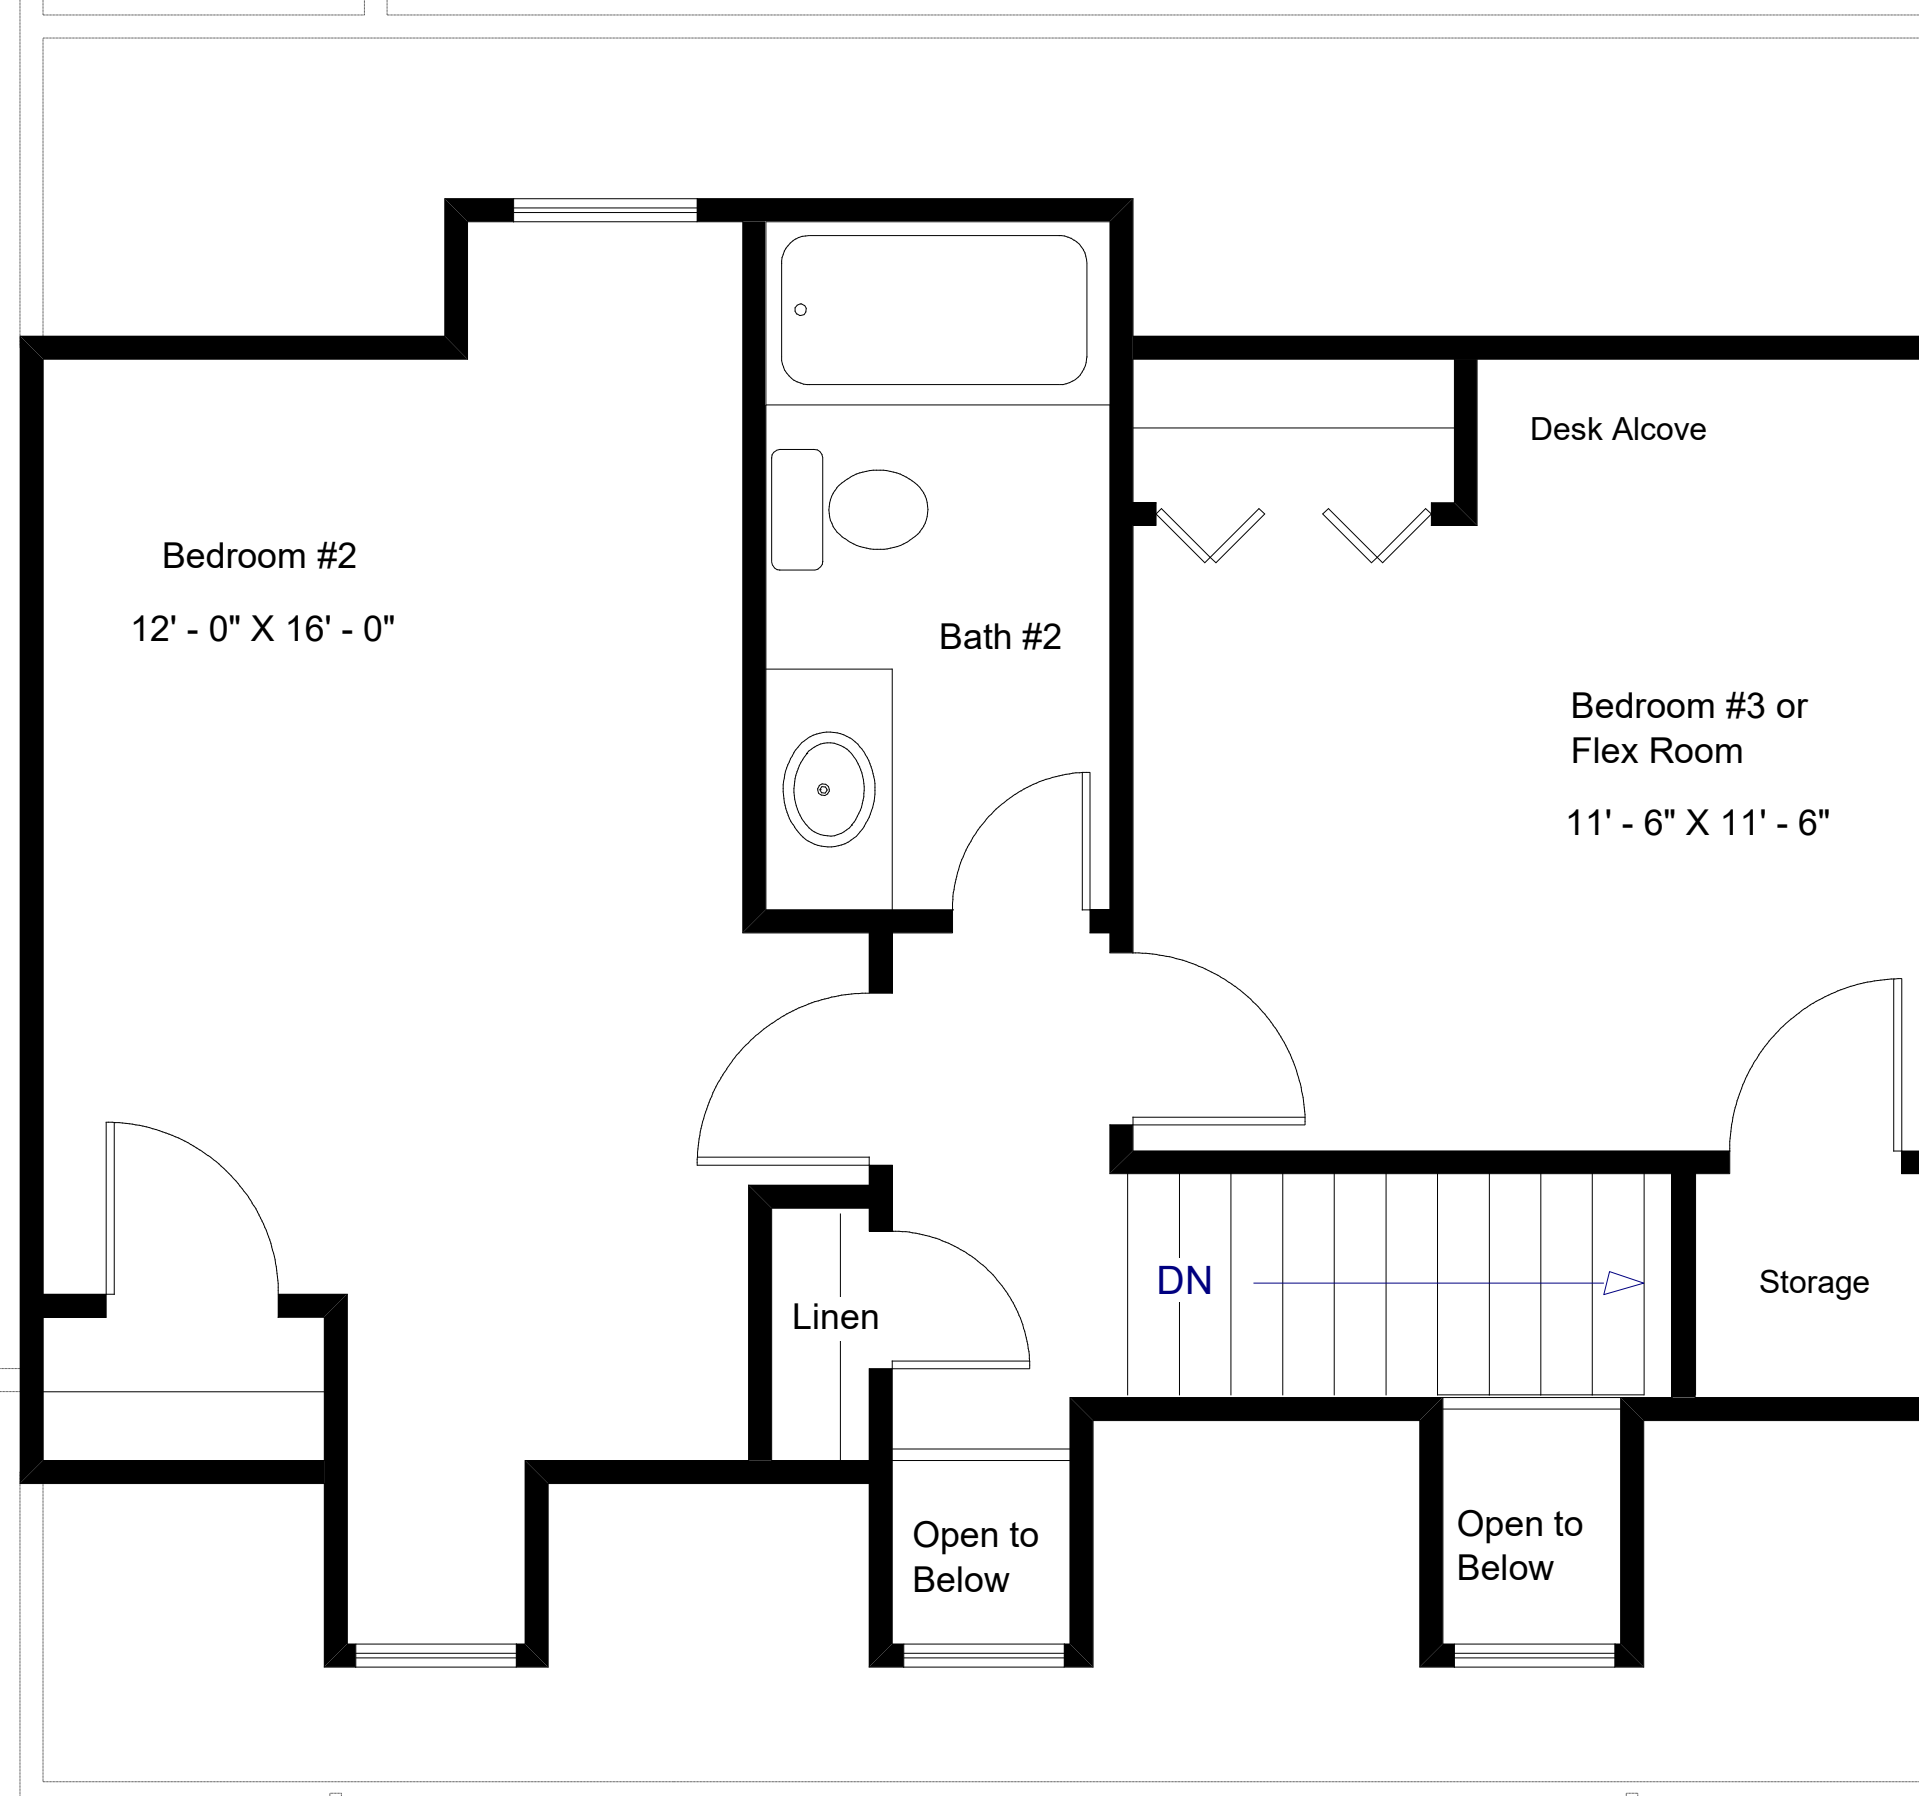 Desk Alcove
Bedroom #2
12' - 0" X 16' - 0"
Bath #2
Bedroom #3 or
Flex Room
11' - 6" X 11' - 6"
DN
Linen
Storage
Open to
Below
Open to
Below